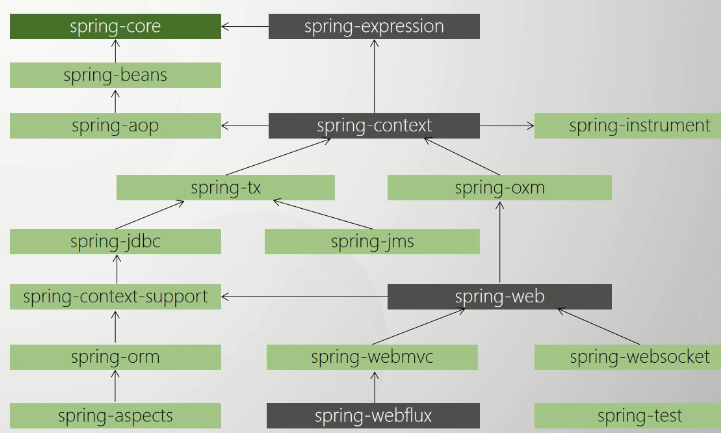 spring-core
spring-expression
spring-beans
spring-aop
spring-context
spring-instrument
spring-tx
spring-oxm
spring-jdbc
spring-jms
spring-context-support
spring-web
spring-orm
spring-webmvc
spring-websocket
spring-aspects
spring-webflux
spring-test